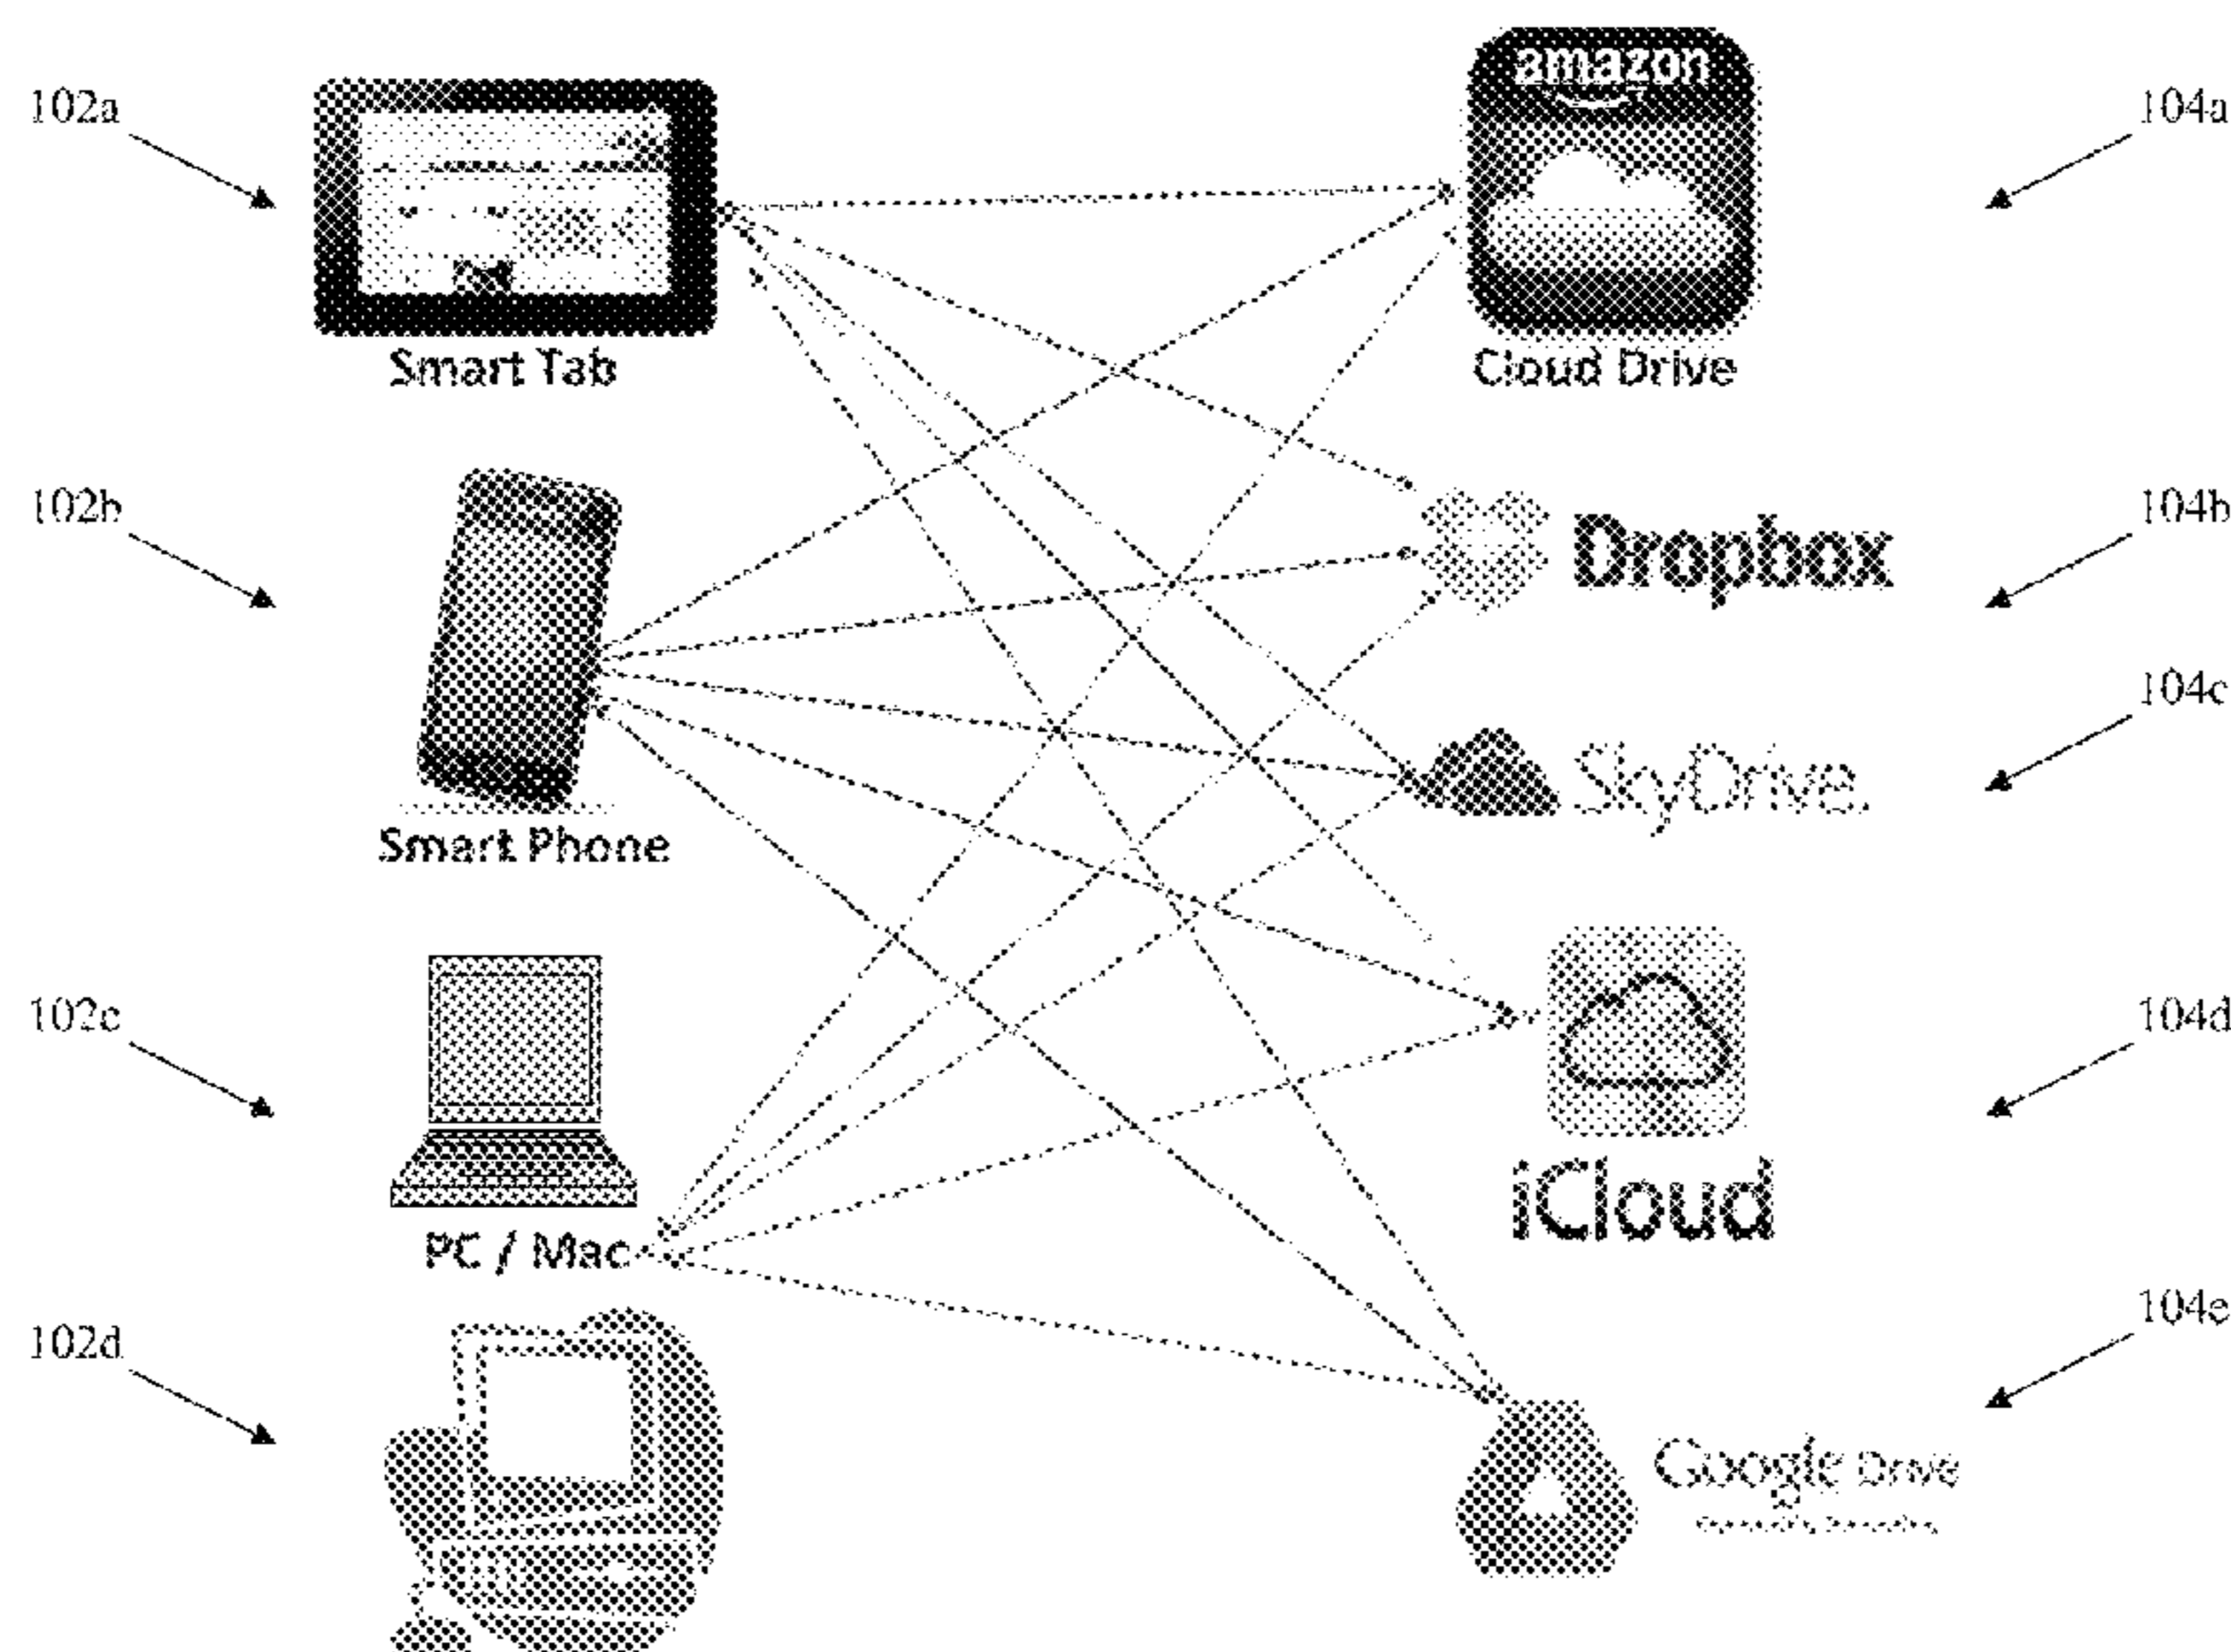 102a
amazon
104a
Smart Tab
Cloud Drive
102b
104b
Dropbox
104c
SkyDrive
Smart Phone
102c
104d
iCloud
PC / Mac
102d
104e
Google Drive